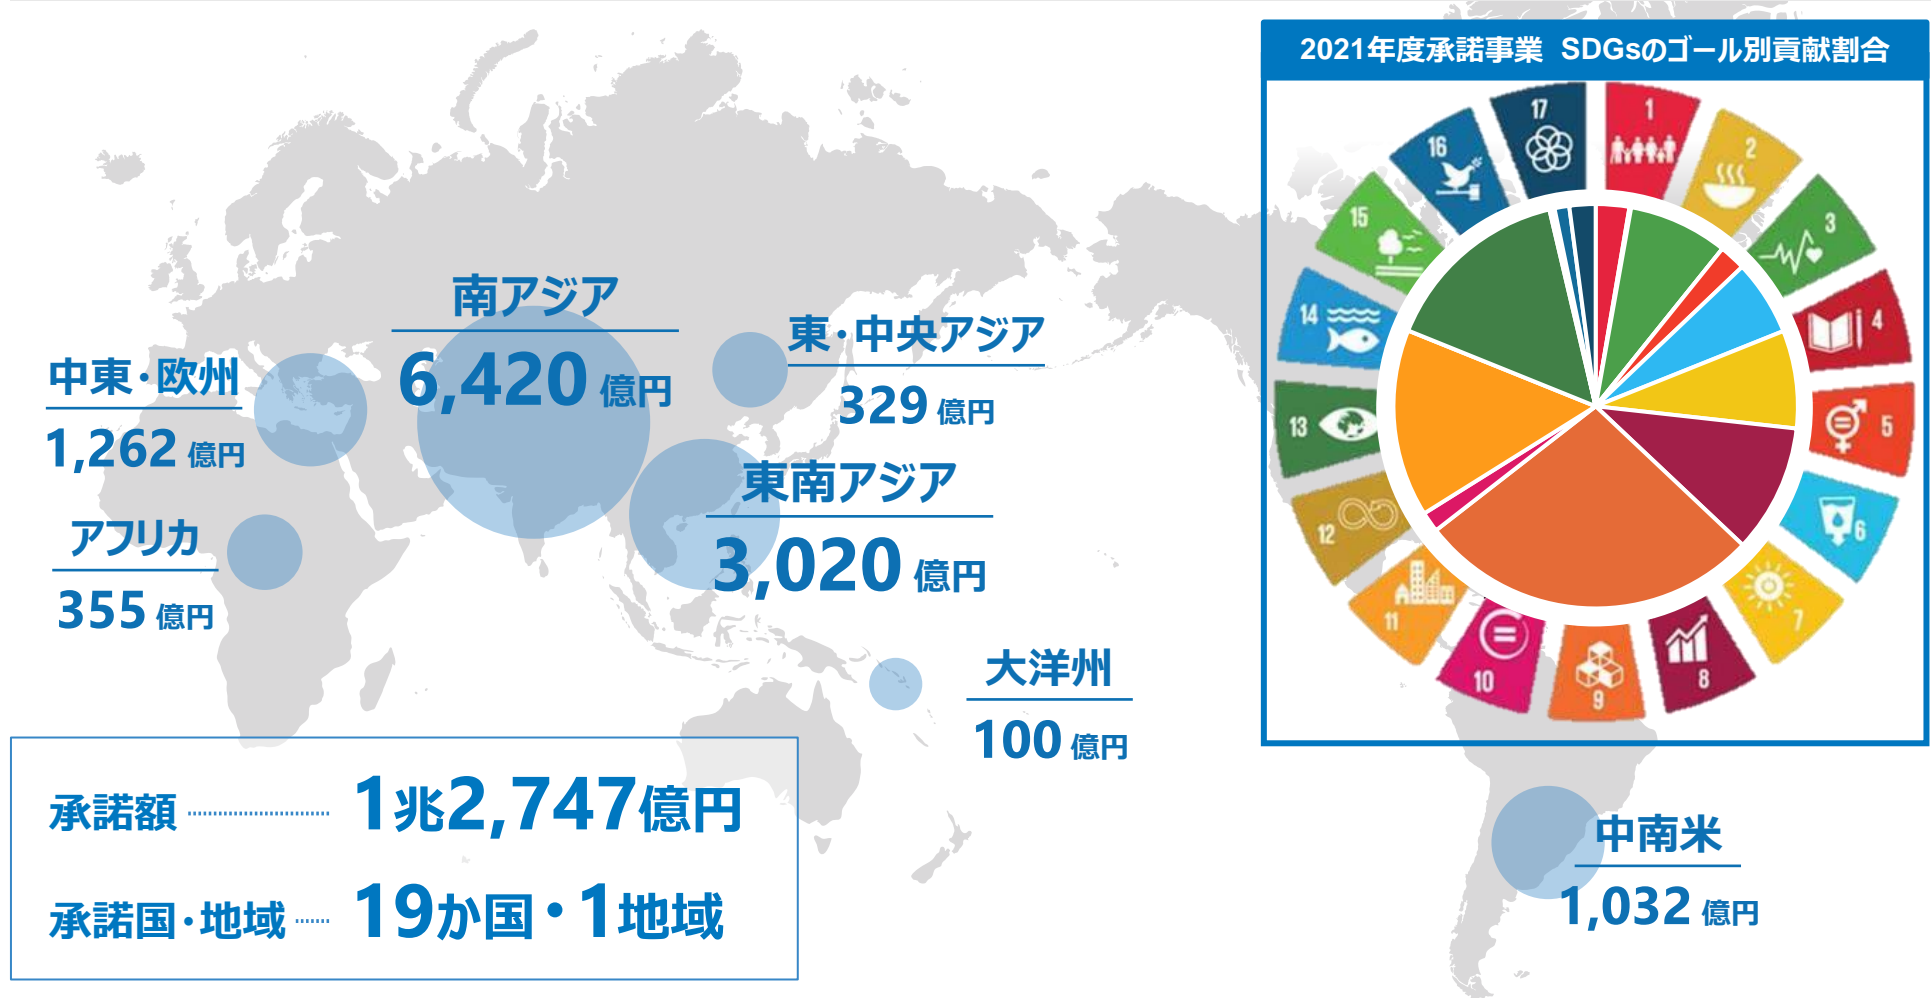 2021年度承諾事業 SDGsのゴール別貢献割合
17
1
16
2
15
3
14
4
13
5
12
6
11
7
10
9
8
南アジア
6,420 億円
東・中央アジア
329 億円
中東・欧州
1,262 億円
東南アジア
3,020 億円
アフリカ
355 億円
大洋州
100 億円
中南米
1,032 億円
承諾額 1兆2,747億円
承諾国・地域 19か国・1地域